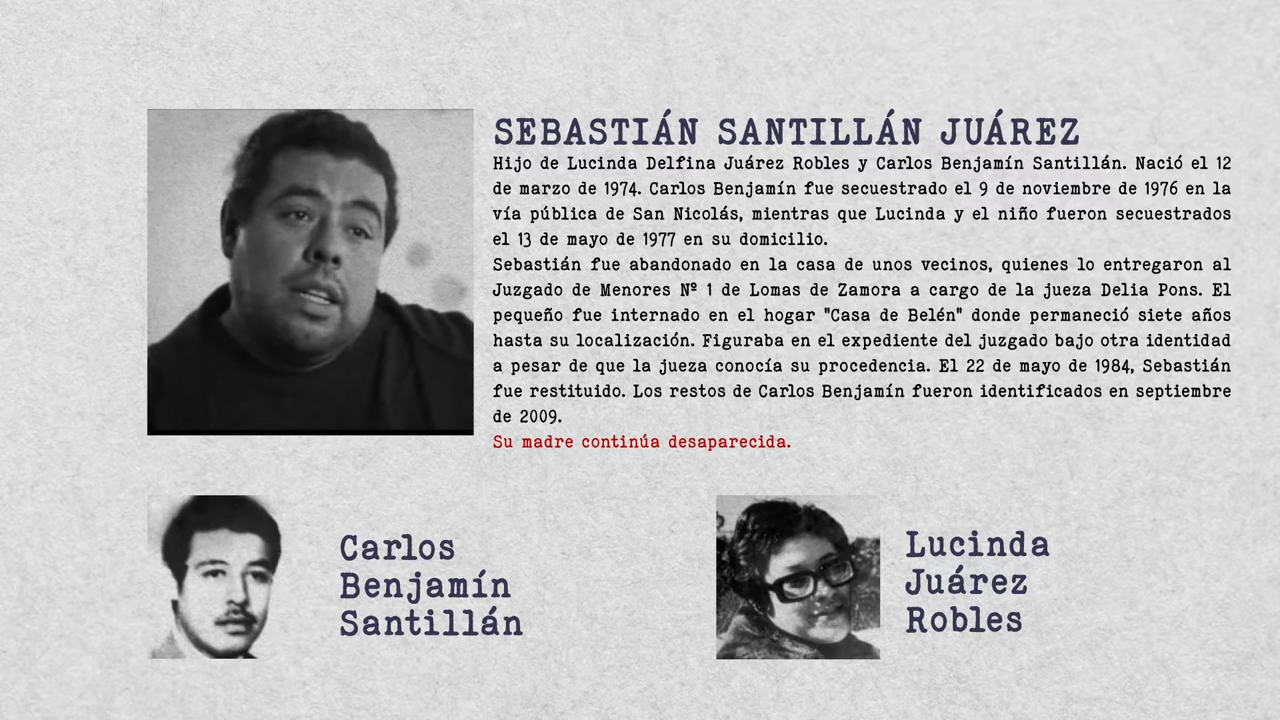 SEBASTIÁN SANTILLÁN JUÁREZ
Hijo de Lucinda Delfina Juárez Robles y Carlos Benjamín Santillán. Nació el 12
de marzo de 1974. Carlos Benjamín fue secuestrado el 9 de noviembre de 1976 en la
vía pública de San Nicolás, mientras que Lucinda y el niño fueron secuestrados
el 13 de mayo de 1977 en su domicilio.
Sebastián fue abandonado en la casa de unos vecinos, quienes lo entregaron al
Juzgado de Menores Nº 1 de Lomas de Zamora a cargo de la jueza Delia Pons. El
pequeño fue internado en el hogar "Casa de Belén" donde permaneció siete años
hasta su localización. Figuraba en el expediente del juzgado bajo otra identidad
a pesar de que la jueza conocía su procedencia. El 22 de mayo de 1984, Sebastián
fue restituido. Los restos de Carlos Benjamín fueron identificados en septiembre
de 2009.
Su madre continúa desaparecida.
Carlos
Benjamín
Santillán
Lucinda
Juárez
Robles